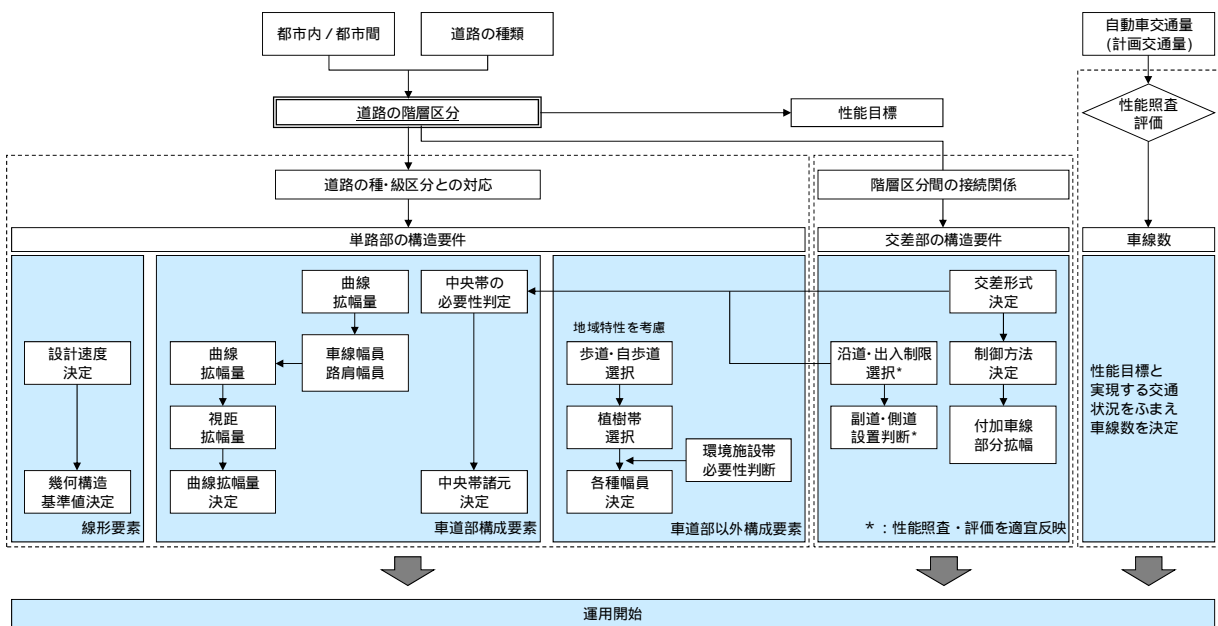 都市内 / 都市間
道路の種類
自動車交通量
(計画交通量)
道路の階層区分
性能目標
性能照査
評価
道路の種・級区分との対応
階層区分間の接続関係
単路部の構造要件
交差部の構造要件
車線数
設計速度
決定
幾何構造
基準値決定
線形要素
曲線
拡幅量
中央帯の
必要性判定
曲線
拡幅量
車線幅員
路肩幅員
視距
拡幅量
曲線拡幅量
決定
中央帯諸元
決定
車道部構成要素
地域特性を考慮
歩道・自歩道
選択
植樹帯
選択
環境施設帯
必要性判断
各種幅員
決定
車道部以外構成要素
交差形式
決定
沿道・出入制限
選択*
制御方法
決定
副道・側道
設置判断*
付加車線
部分拡幅
*：性能照査・評価を適宜反映
性能目標と
実現する交通
状況をふまえ
車線数を決定
運用開始